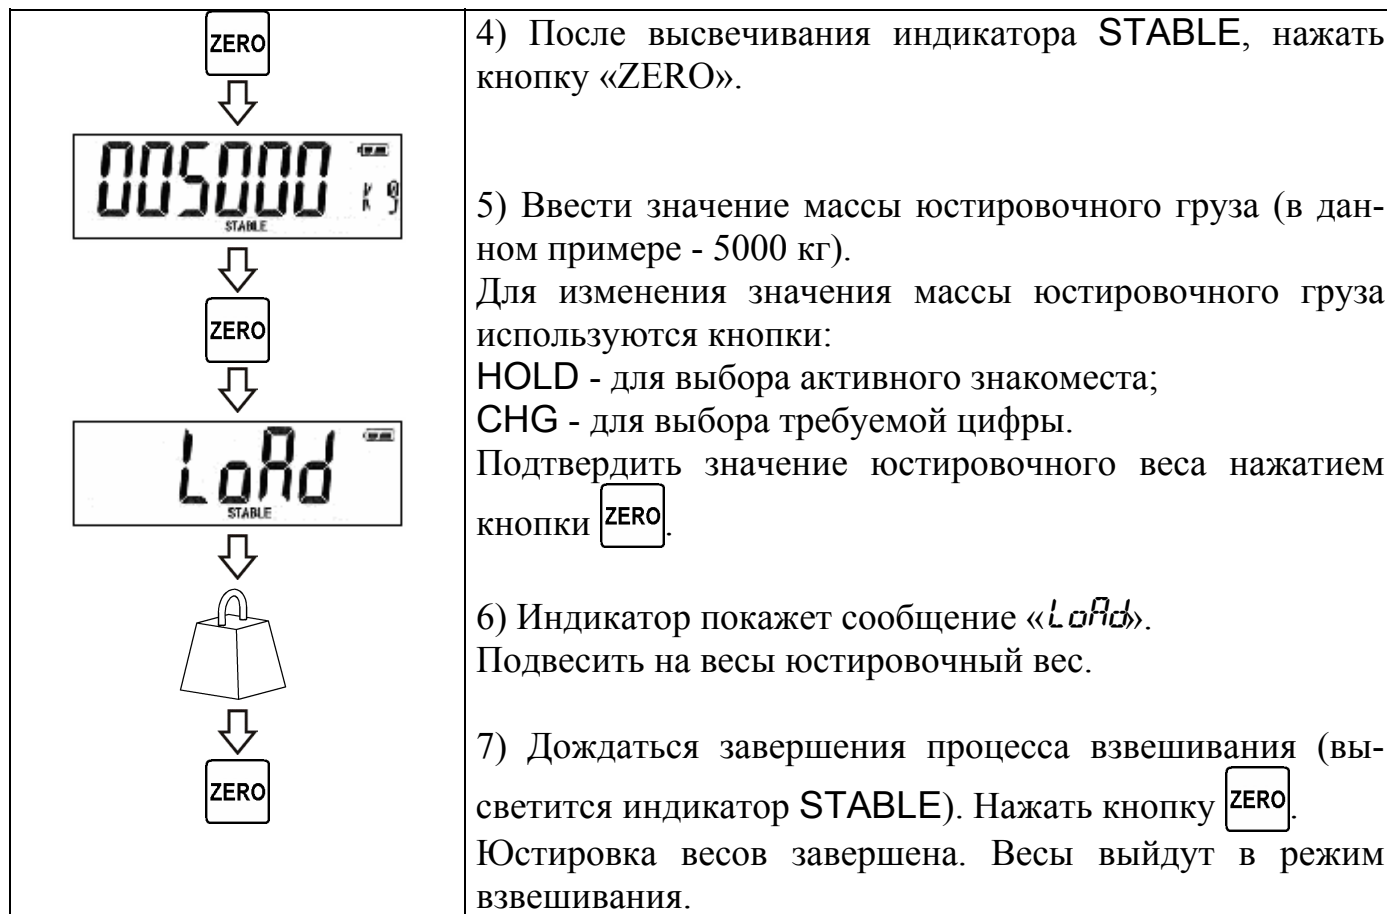 ZERO
005000 Kg
STABLE
ZERO
LoAd
STABLE
ZERO
4) После высвечивания индикатора STABLE, нажать
кнопку «ZERO».
5) Ввести значение массы юстировочного груза (в дан-
ном примере - 5000 кг).
Для изменения значения массы юстировочного груза
используются кнопки:
HOLD - для выбора активного знакоместа;
CHG - для выбора требуемой цифры.
Подтвердить значение юстировочного веса нажатием
кнопки ZERO.
6) Индикатор покажет сообщение «LoAd».
Подвесить на весы юстировочный вес.
7) Дождаться завершения процесса взвешивания (вы-
светится индикатор STABLE). Нажать кнопку ZERO.
Юстировка весов завершена. Весы выйдут в режим
взвешивания.